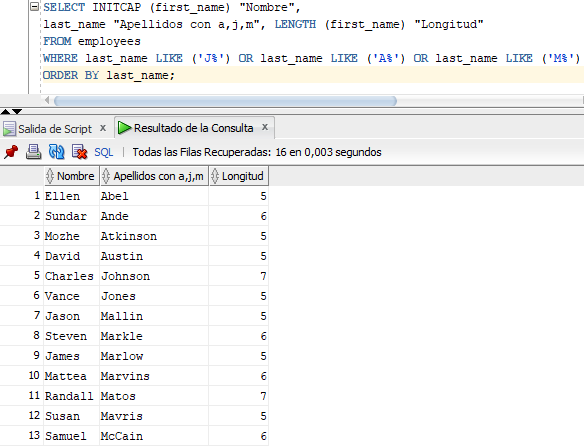 SELECT INITCAP (first_name) "Nombre",
last_name "Apellidos con a,j,m", LENGTH (first_name) "Longitud"
FROM employees
WHERE last_name LIKE ('J%') OR last_name LIKE ('A%') OR last_name LIKE ('M%')
ORDER BY last_name;
Salida de Script x Resultado de la Consulta x
SQL | Todas las Filas Recuperadas: 16 en 0,003 segundos
Nombre Apellidos con a,j,m Longitud
1 Ellen Abel 5
2 Sundar Ande 6
3 Mozhe Atkinson 5
4 David Austin 5
5 Charles Johnson 7
6 Vance Jones 5
7 Jason Mallin 5
8 Steven Markle 6
9 James Marlow 5
10 Mattea Marvins 6
11 Randall Matos 7
12 Susan Mavris 5
13 Samuel McCain 6